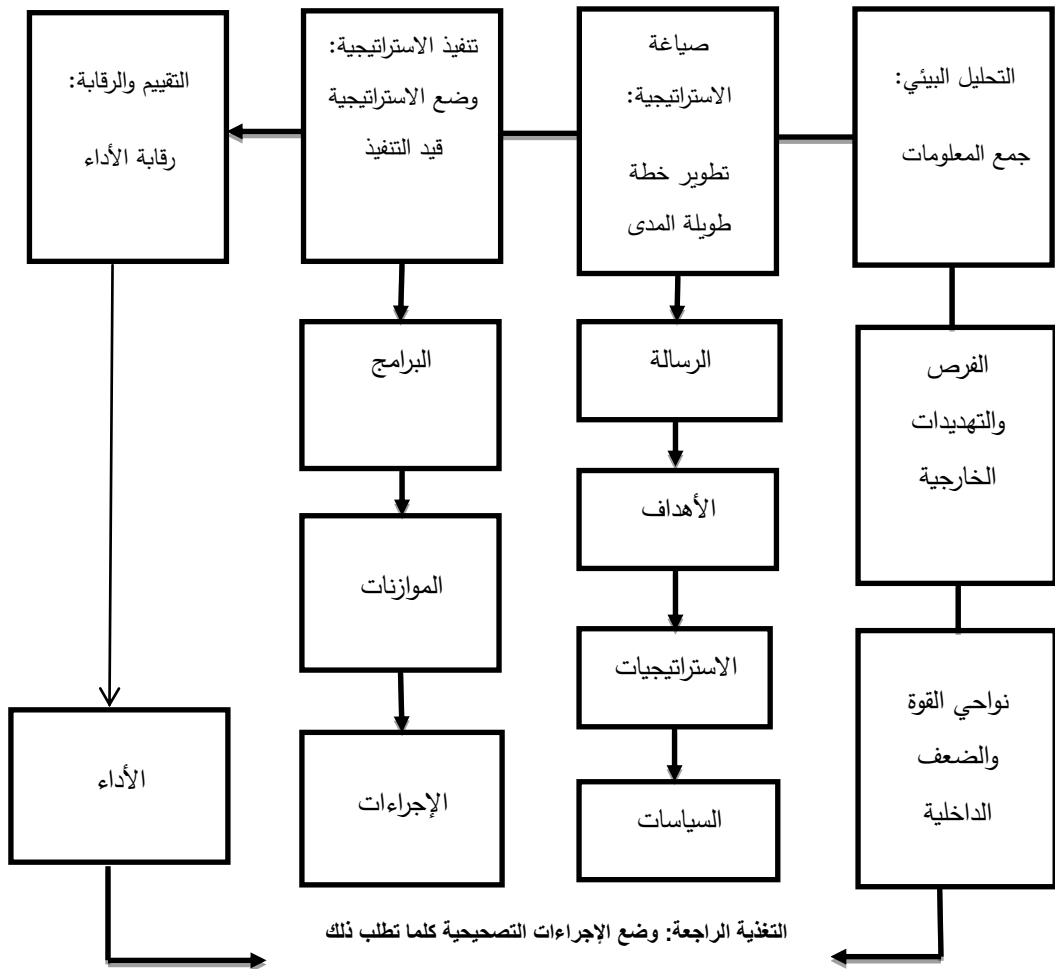 التحليل البيئي:
جمع المعلومات
صياغة
الاستراتيجية:
تطوير خطة
طويلة المدى
تنفيذ الاستراتيجية:
وضع الاستراتيجية
قيد التنفيذ
التقييم والرقابة:
رقابة الأداء
الفرص
والتهديدات
الخارجية
نواحي القوة
والضعف
الداخلية
الرسالة
الأهداف
الاستراتيجيات
السياسات
البرامج
الموازنات
الإجراءات
الأداء
التغذية الراجعة: وضع الإجراءات التصحيحية كلما تطلب ذلك